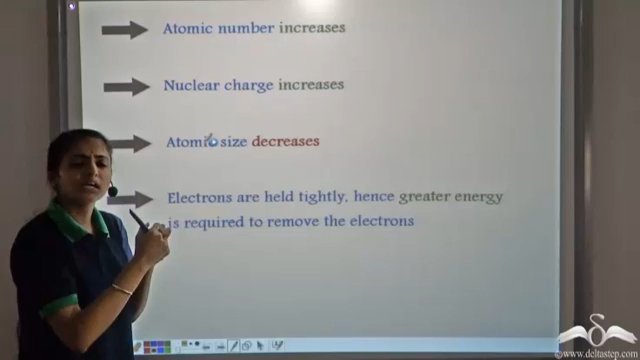 Atomic number increases
Nuclear charge increases
Atomic size decreases
Electrons are held tightly, hence greater energy
is required to remove the electrons
©www.deltastep.com